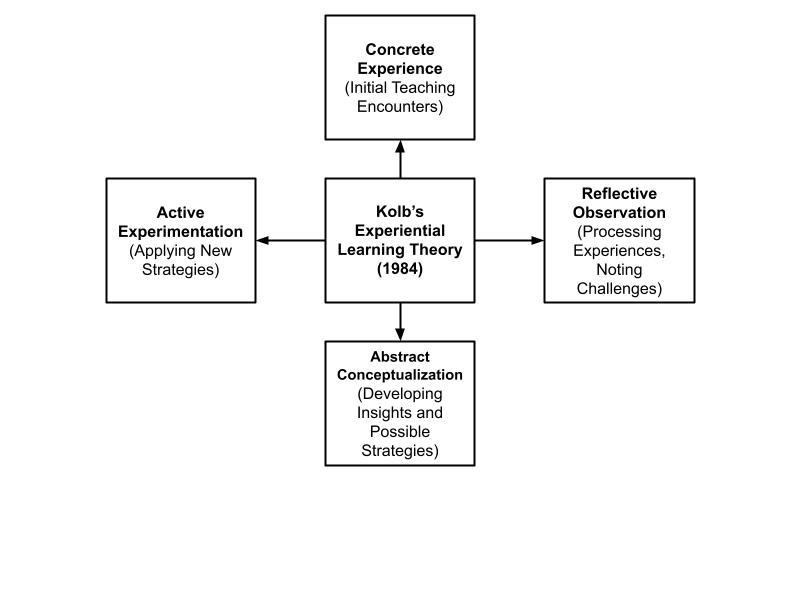 Concrete
Experience
(Initial Teaching
Encounters)
Active
Experimentation
(Applying New
Strategies)
Kolb’s
Experiential
Learning Theory
(1984)
Reflective
Observation
(Processing
Experiences,
Noting
Challenges)
Abstract
Conceptualization
(Developing
Insights and
Possible
Strategies)